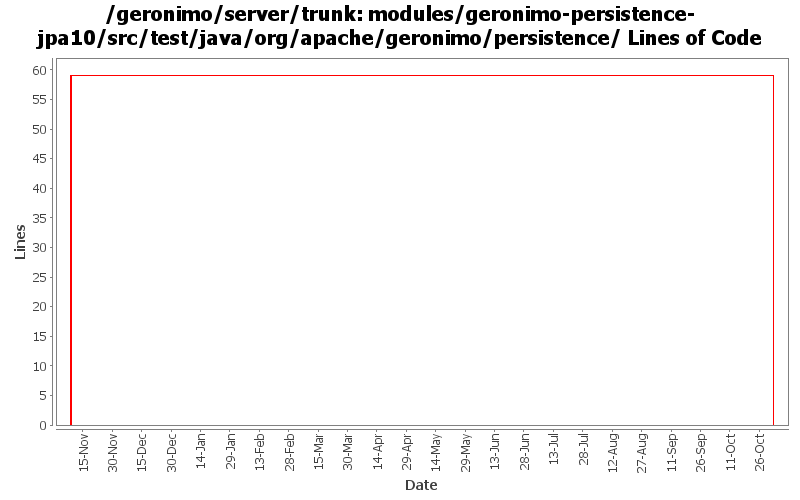 /geronimo/server/trunk: modules/geronimo-persistence-
jpa10/src/test/java/org/apache/geronimo/persistence/ Lines of Code
60
55
50
45
40
35
30
25
20
15
10
5
0
Lines
15-Nov
30-Nov
15-Dec
30-Dec
14-Jan
29-Jan
13-Feb
28-Feb
15-Mar
30-Mar
14-Apr
29-Apr
14-May
29-May
13-Jun
28-Jun
13-Jul
28-Jul
12-Aug
27-Aug
11-Sep
26-Sep
11-Oct
26-Oct
Date